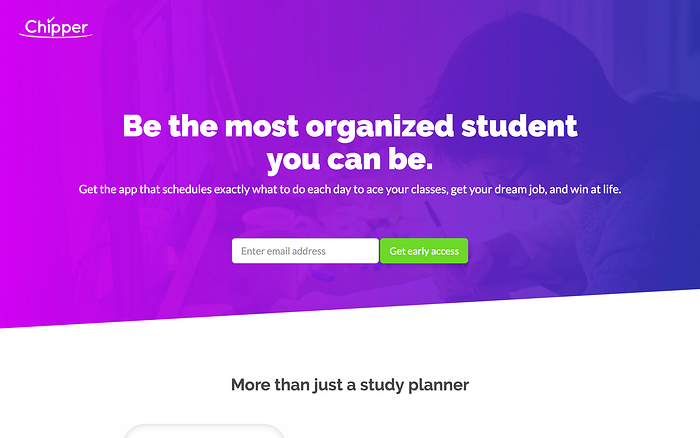 Chipper
Be the most organized student
you can be.
Get the app that schedules exactly what to do each day to ace your classes, get your dream job, and win at life.
Enter email address
Get early access
More than just a study planner